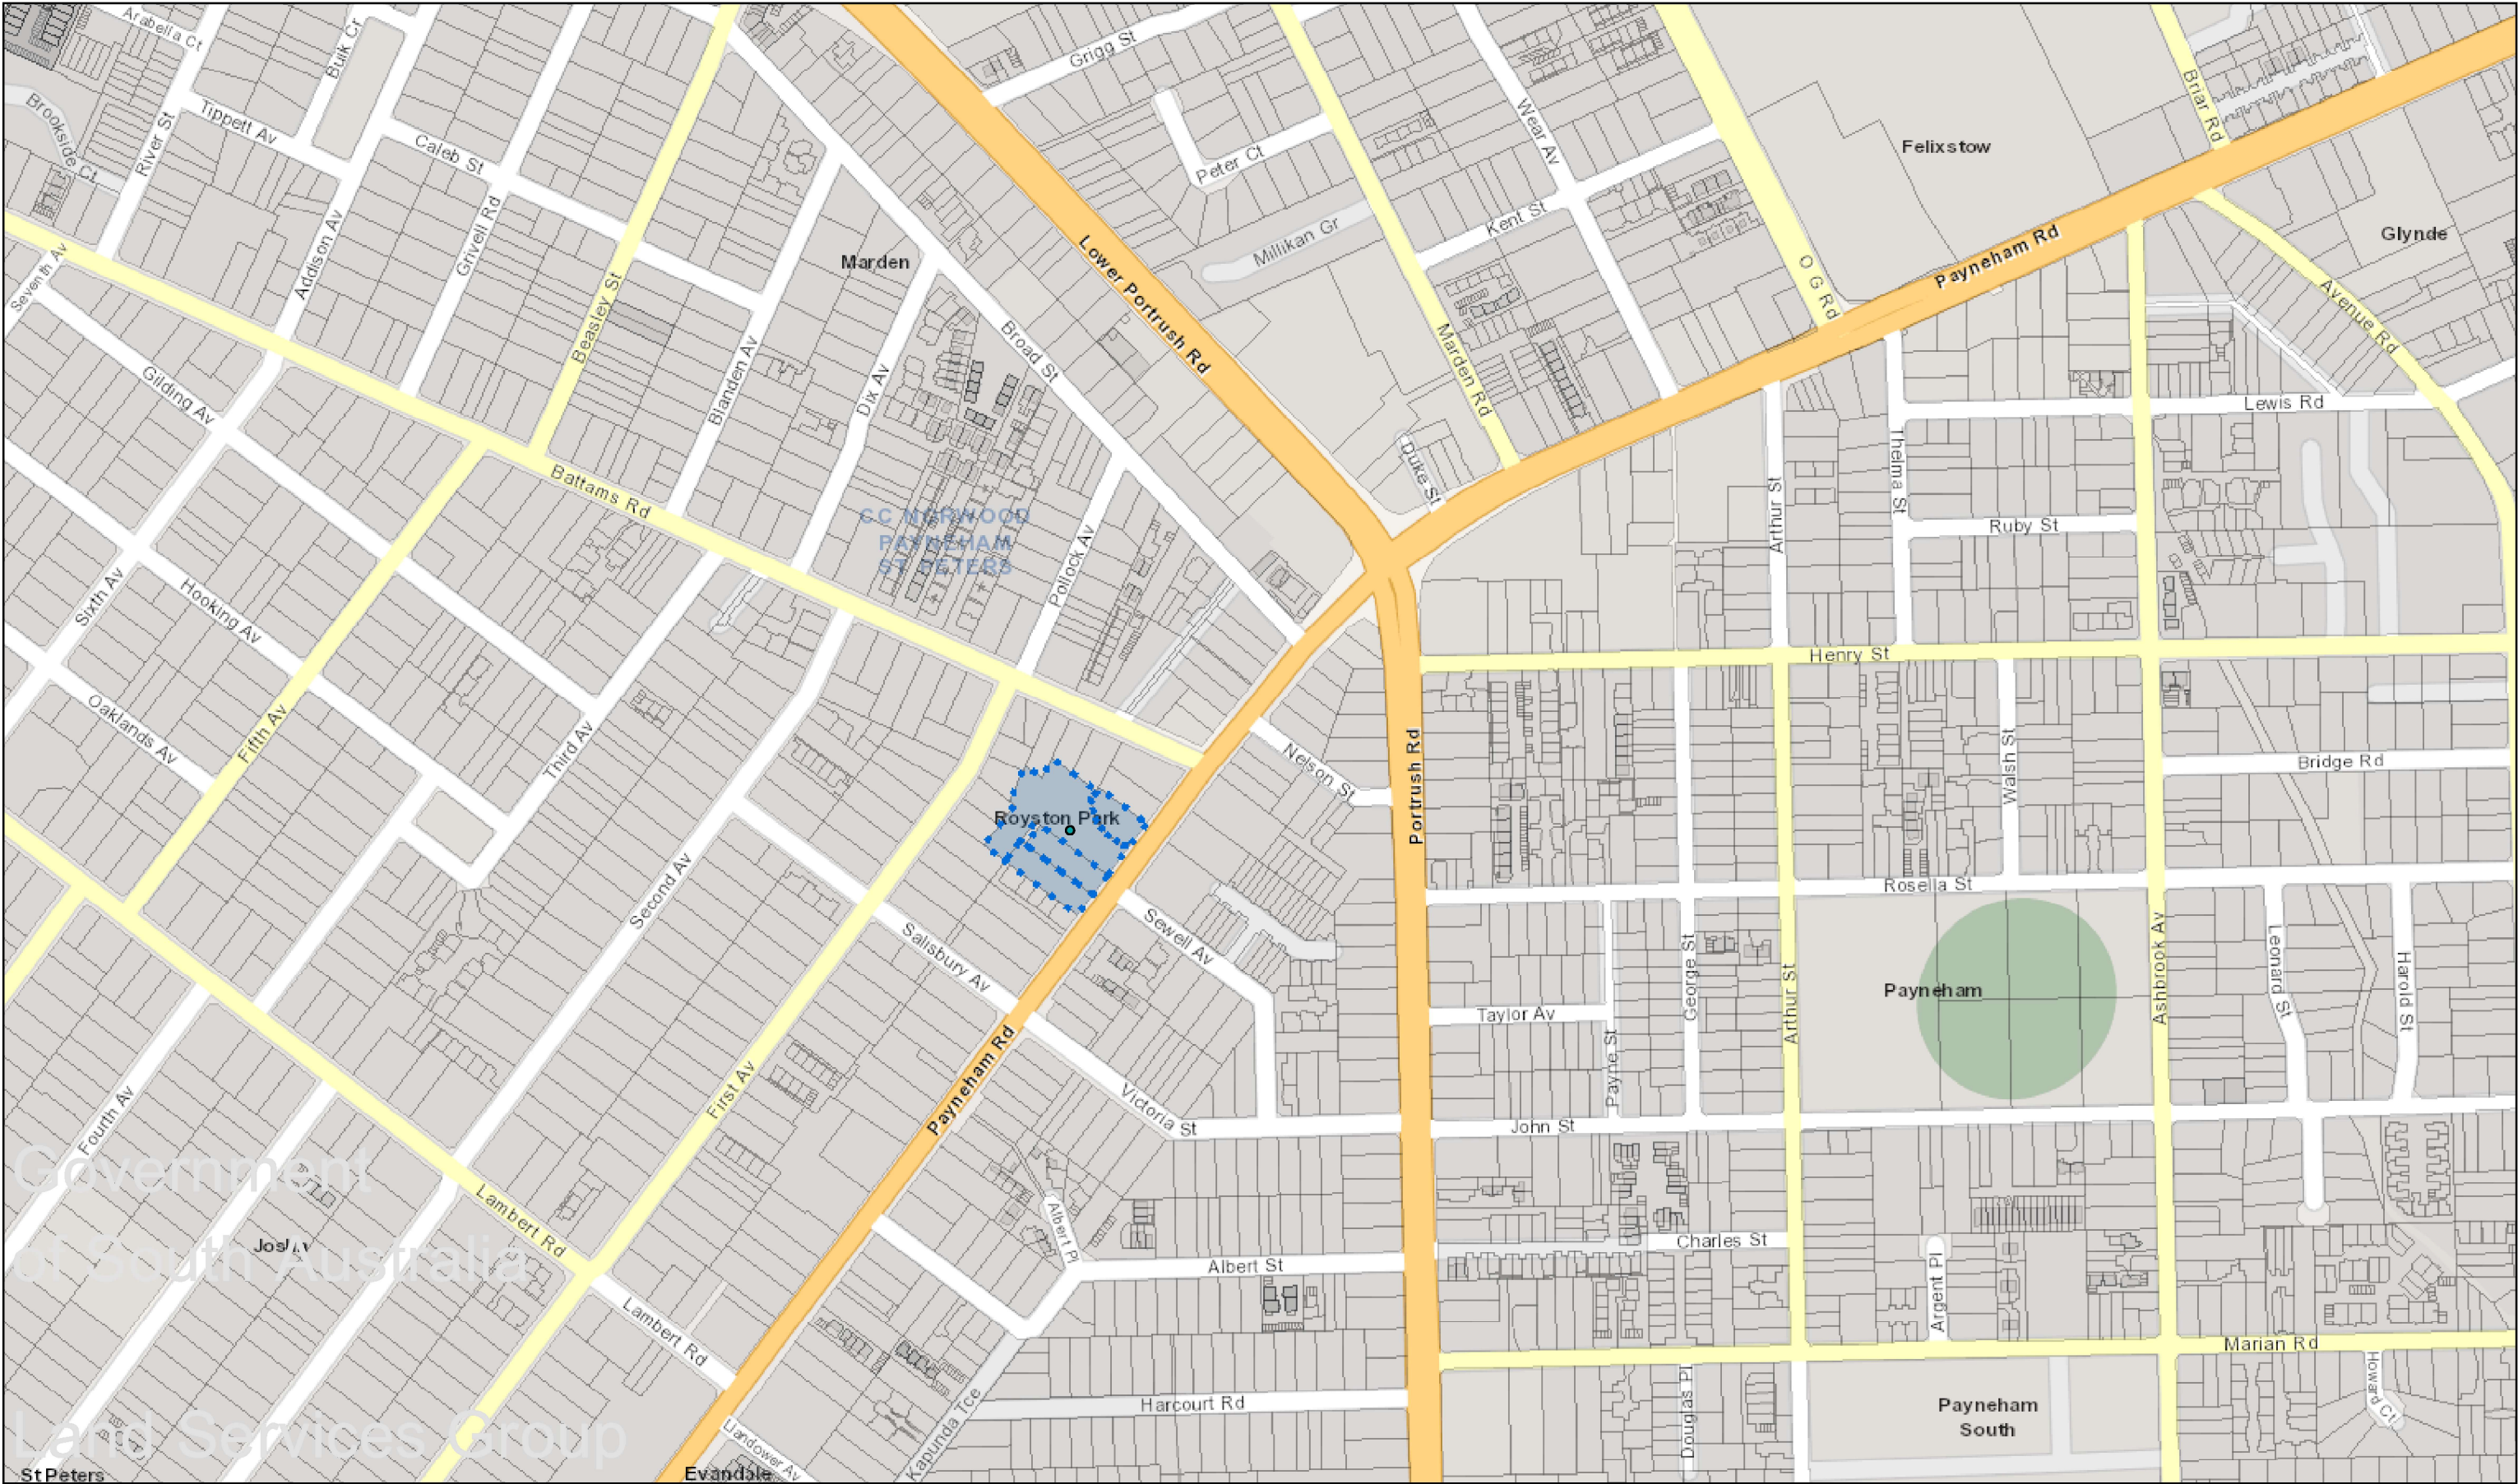 Arabella Ct
Buik Cr
Grigg St
Brookside Ct
River St
Tippett Av
Caleb St
Peter Ct
Wear Av
Briar Rd
Felixstow
Glynde
Kent St
Millikan Gr
Marden
Lower Portrush Rd
O G Rd
Payneham Rd
Avenue Rd
Seventh Av
Addison Av
Grivell Rd
Beasley St
Blanden Av
Dix Av
Broad St
Marden Rd
Gilding Av
Lewis Rd
Battams Rd
Duke St
Arthur St
Thelma St
Ruby St
CC NORWOOD
PAYNEHAM
ST PETERS
Pollock Av
Sixth Av
Hooking Av
Henry St
Oaklands Av
Fifth Av
Third Av
Nelson St
Portrush Rd
Walsh St
Bridge Rd
Royston Park
Second Av
Rosella St
Salisbury Av
Sewell Av
George St
Payneham
Ashbrook Av
Leonard St
Harold St
Taylor Av
Payne St
Arthur St
Payneham Rd
First Av
Fourth Av
Victoria St
John St
Government
of South Australia
Land Services Group
Lambert Rd
Albert Pl
Albert St
Charles St
Argent Pl
Lambert Rd
Marian Rd
Harcourt Rd
Douglas Pl
Howard Ct
Payneham
South
Llandower Av
Kapunda Tce
St Peters
Evandale